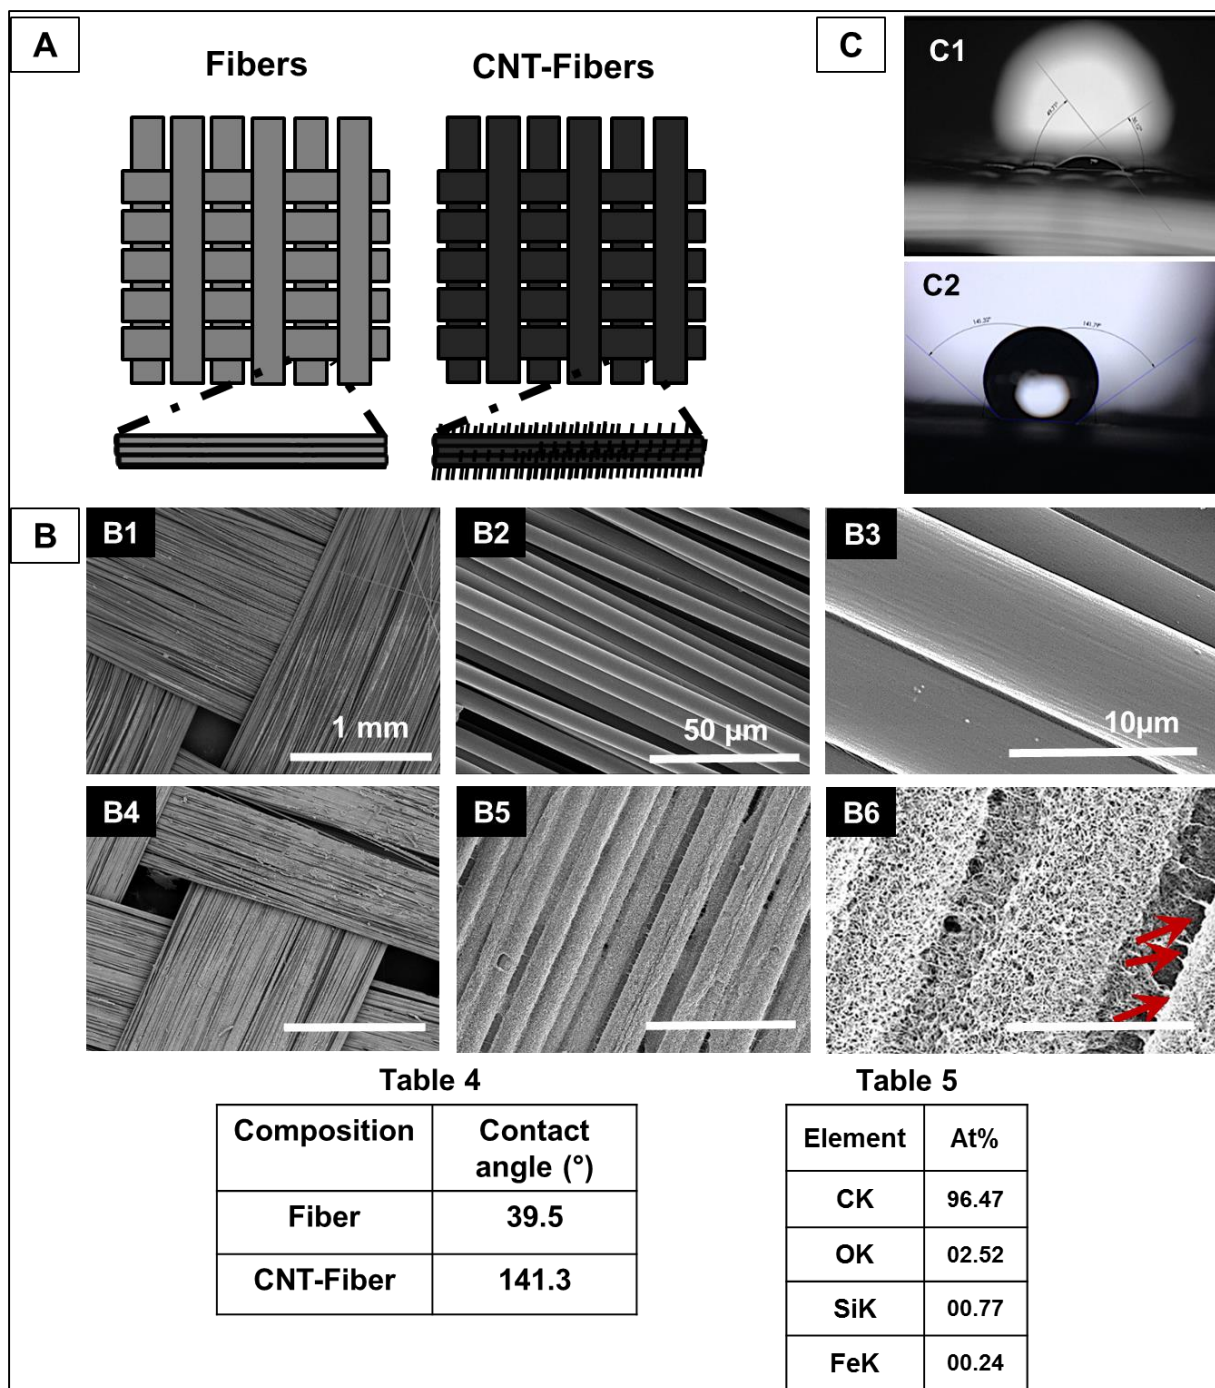 A
Fibers
CNT-Fibers
C
C1
C2
B
B1
1 mm
B2
50 µm
B3
10µm
B4
B5
B6
Table 4
Composition Contact angle (°)
Fiber 39.5
CNT-Fiber 141.3
Table 5
Element At%
CK 96.47
OK 02.52
SiK 00.77
FeK 00.24